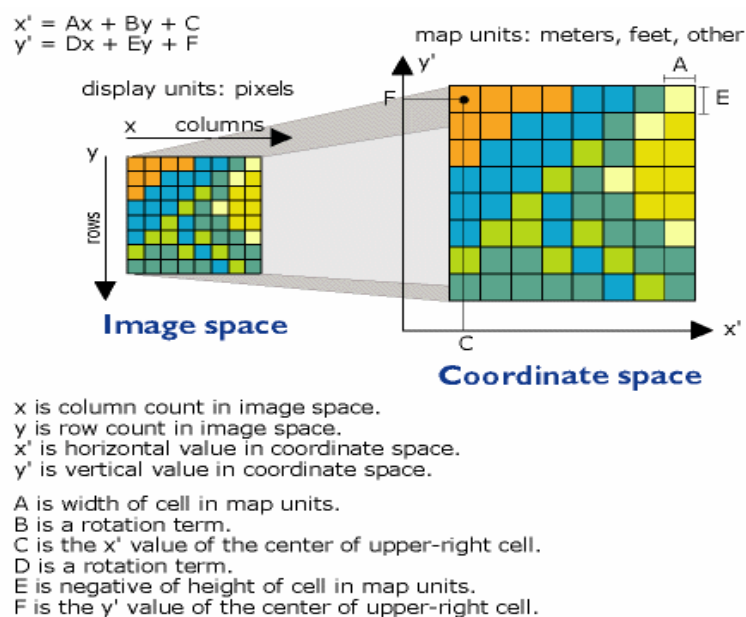 x' = Ax + By + C
y' = Dx + Ey + F
map units: meters, feet, other
y'
A
display units: pixels
F
E
x columns
y
rows
Image space
x'
C
Coordinate space
x is column count in image space.
y is row count in image space.
x' is horizontal value in coordinate space.
y' is vertical value in coordinate space.
A is width of cell in map units.
B is a rotation term.
C is the x' value of the center of upper-right cell.
D is a rotation term.
E is negative of height of cell in map units.
F is the y' value of the center of upper-right cell.